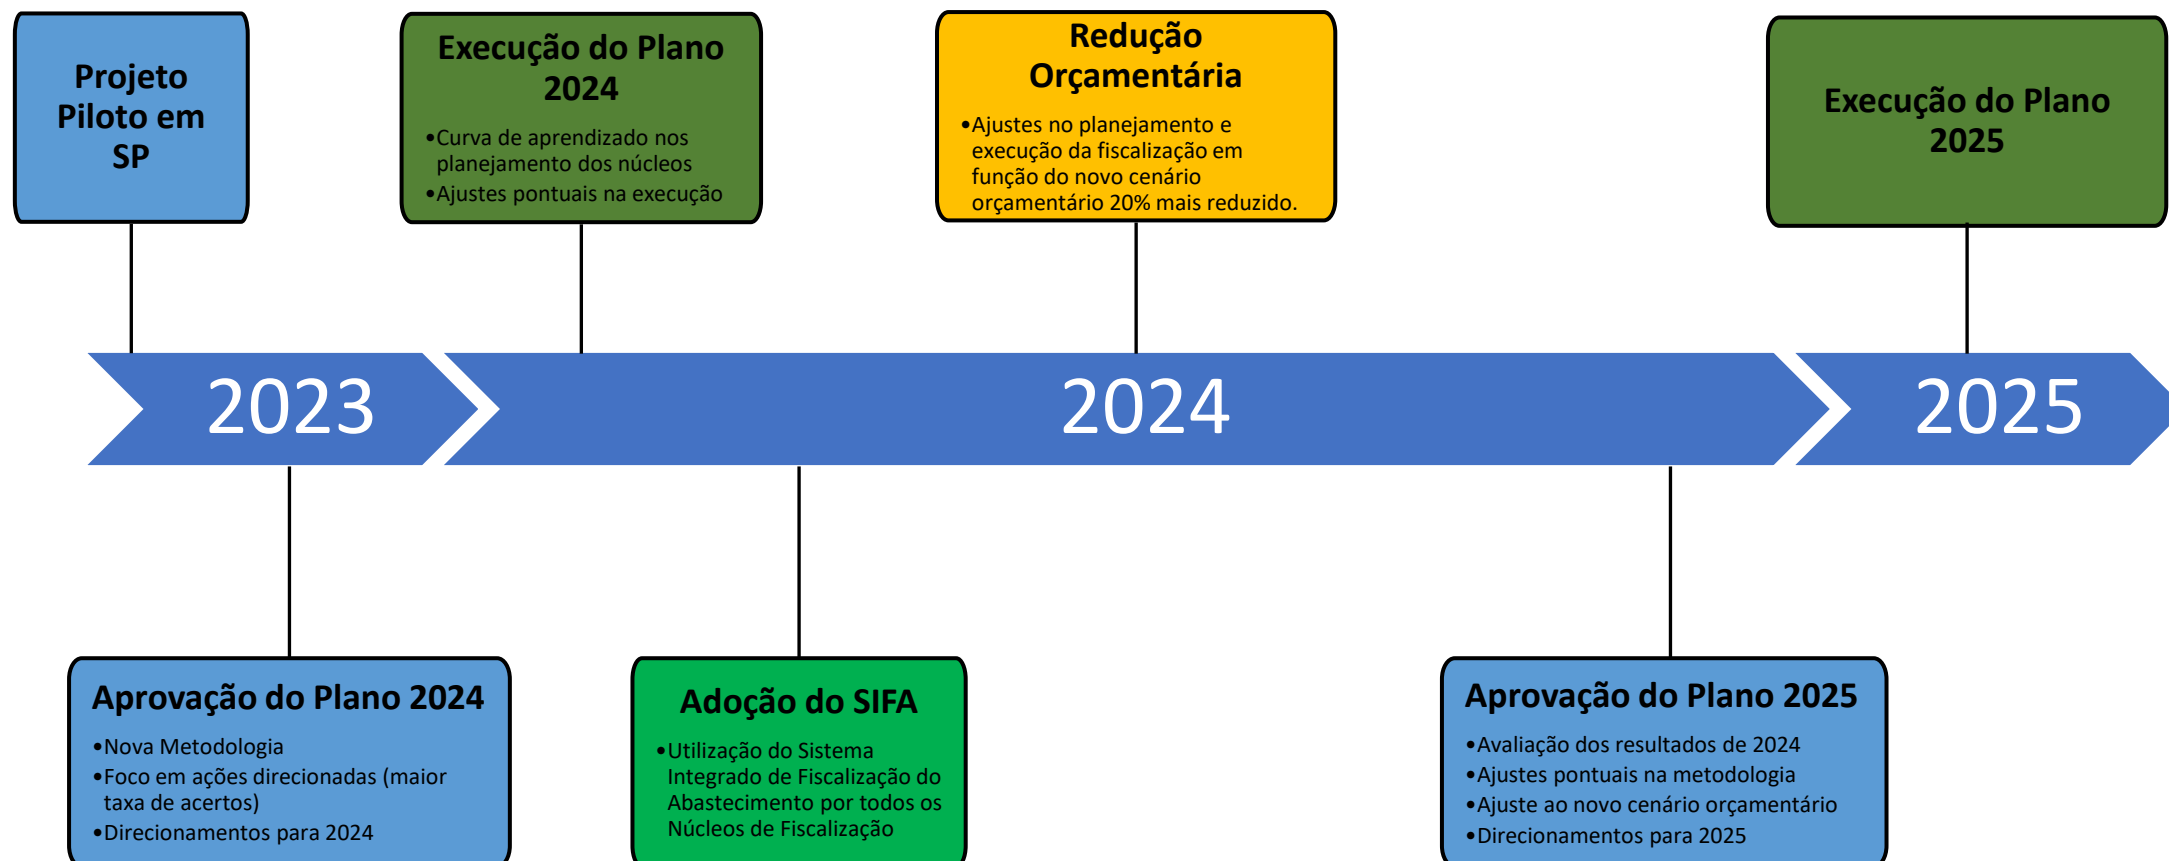 Projeto
Piloto em
SP
Execução do Plano
2024
•Curva de aprendizado nos
planejamento dos núcleos
•Ajustes pontuais na execução
Redução
Orçamentária
•Ajustes no planejamento e
execução da fiscalização em
função do novo cenário
orçamentário 20% mais reduzido.
Execução do Plano
2025
2023
2024
2025
Aprovação do Plano 2024
•Nova Metodologia
•Foco em ações direcionadas (maior
taxa de acertos)
•Direcionamentos para 2024
Adoção do SIFA
•Utilização do Sistema
Integrado de Fiscalização do
Abastecimento por todos os
Núcleos de Fiscalização
Aprovação do Plano 2025
•Avaliação dos resultados de 2024
•Ajustes pontuais na metodologia
•Ajuste ao novo cenário orçamentário
•Direcionamentos para 2025